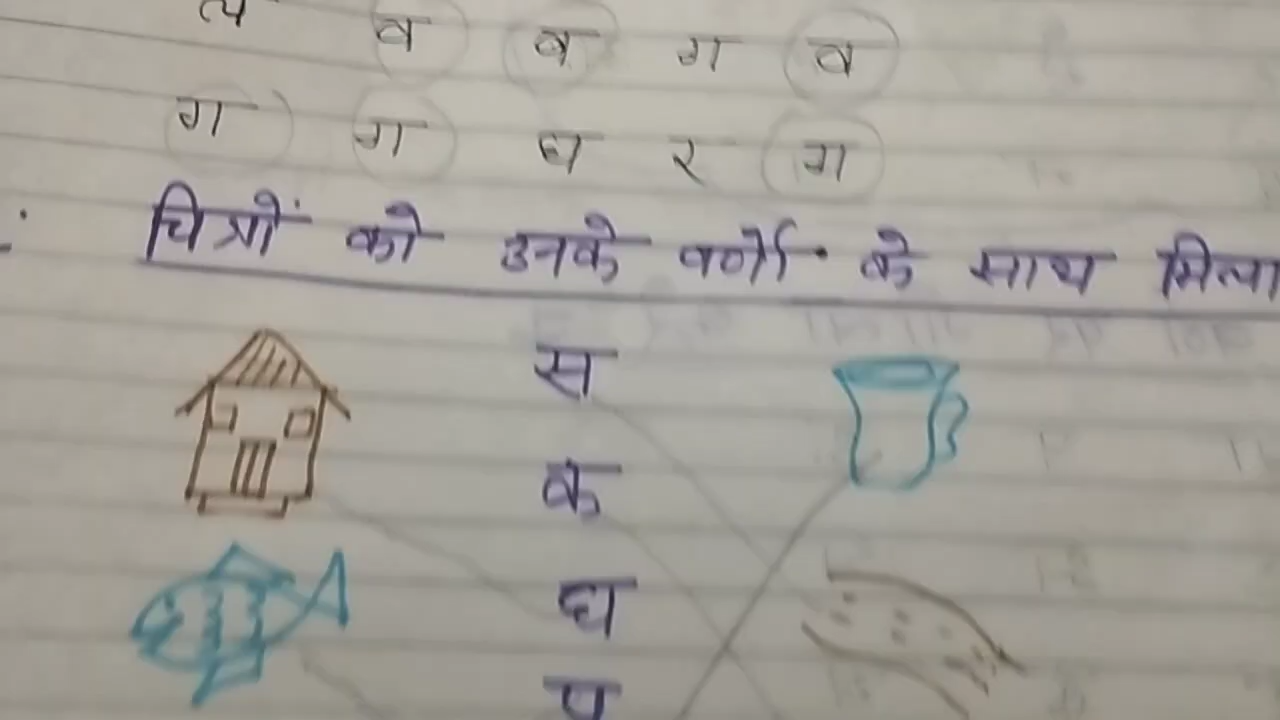 व व ग व
ग ग घ र ग
चित्रों को उनके वर्णों के साथ मिला
स
क
घ
प